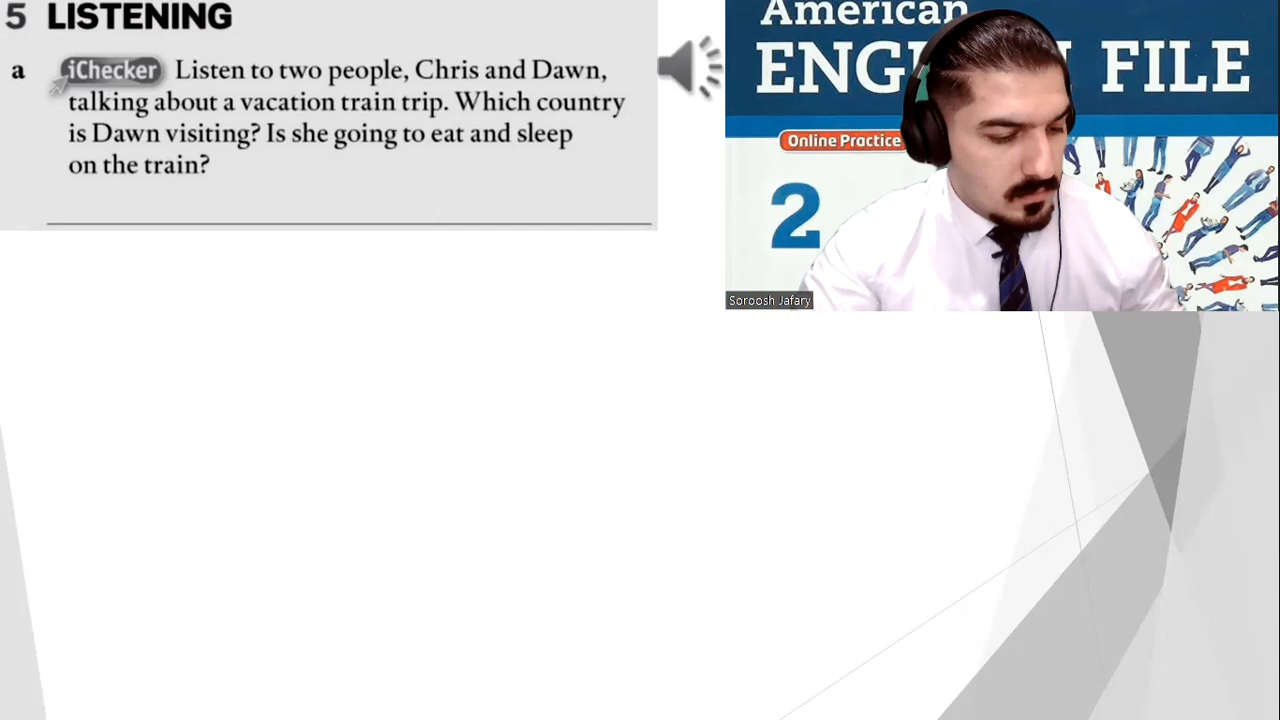 5 LISTENING
a iChecker Listen to two people, Chris and Dawn,
talking about a vacation train trip. Which country
is Dawn visiting? Is she going to eat and sleep
on the train?
American
ENG FILE
Online Practice
2
Soroosh Jafary